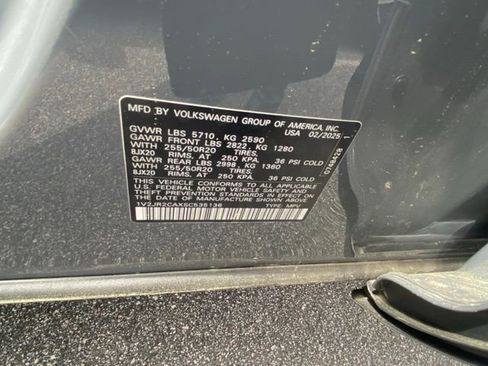 MFD BY VOLKSWAGEN GROUP OF AMERICA, INC.
USA 02/2025
GVWR LBS 5710, KG 2590
GAWR FRONT LBS 2822, KG 1280
WITH 255/50R20 TIRES,
8JX20 RIMS, AT 250 KPA, 36 PSI COLD
GAWR REAR LBS 2998, KG 1360
WITH 255/50R20 TIRES,
8JX20 RIMS, AT 250 KPA, 36 PSI COLD
THIS VEHICLE CONFORMS TO ALL APPLICABLE
U.S. FEDERAL MOTOR VEHICLE SAFETY AND
THEFT PREVENTION STANDARDS IN EFFECT ON
THE DATE OF MANUFACTURE SHOWN ABOVE
1V2JR2CAXSC535136 TYPE: MPV
0718428